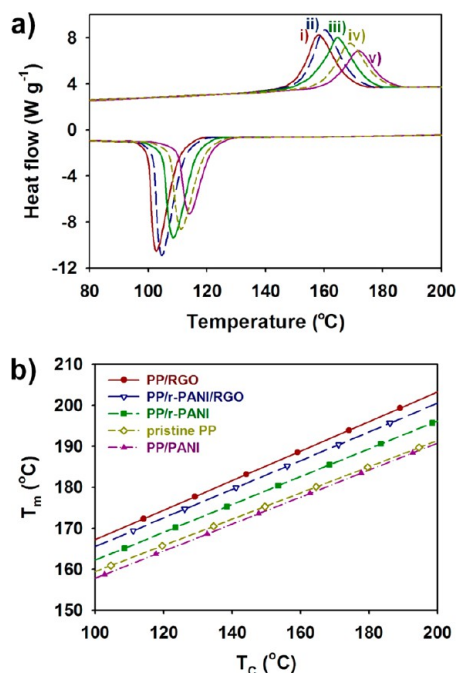 a)
Heat flow (W g⁻¹)
8
4
0
-4
-8
-12
i)
ii)
iii)
iv)
v)
80 100 120 140 160 180 200
Temperature (°C)
b)
Tm (°C)
210
200
190
180
170
160
150
PP/RGO
PP/r-PANI/RGO
PP/r-PANI
pristine PP
PP/PANI
100 120 140 160 180 200
TC (°C)